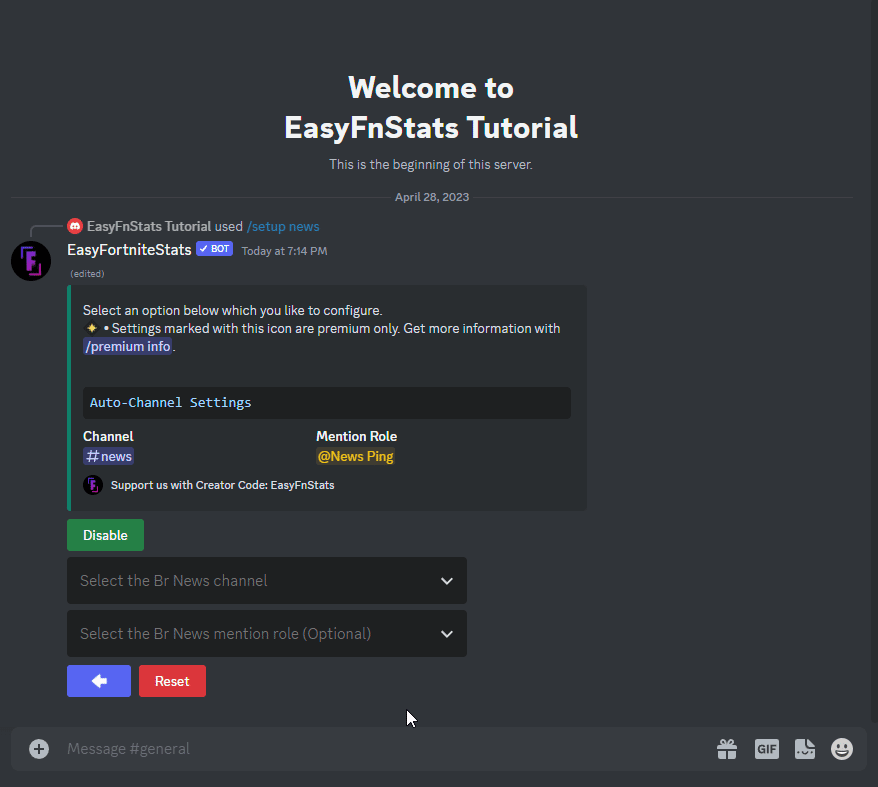 Welcome to
EasyFnStats Tutorial
This is the beginning of this server.
April 28, 2023
EasyFnStats Tutorial used /setup news
EasyFortniteStats ✓ BOT Today at 7:14 PM
(edited)
Select an option below which you like to configure.
• Settings marked with this icon are premium only. Get more information with
/premium info.
Auto-Channel Settings
Channel Mention Role
#news @News Ping
Support us with Creator Code: EasyFnStats
Disable
Select the Br News channel
Select the Br News mention role (Optional)
Reset
Message #general GIF